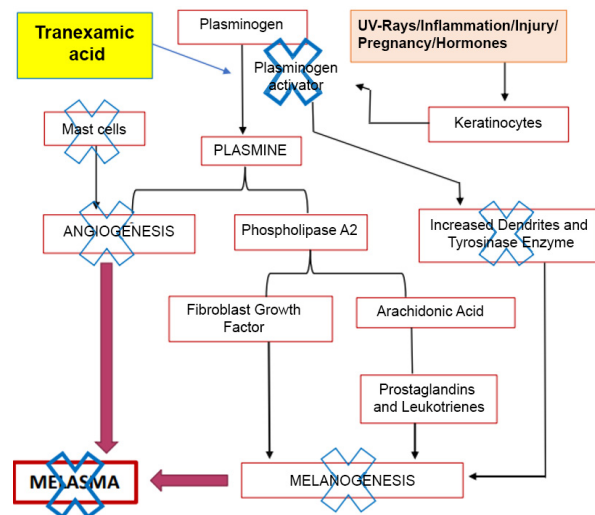 Tranexamic
acid
Plasminogen
UV-Rays/Inflammation/Injury/
Pregnancy/Hormones
Plasminogen
activator
Mast cells
Keratinocytes
PLASMINE
ANGIOGENESIS
Phospholipase A2
Increased Dendrites and
Tyrosinase Enzyme
Fibroblast Growth
Factor
Arachidonic Acid
Prostaglandins
and Leukotrienes
MELASMA
MELANOGENESIS